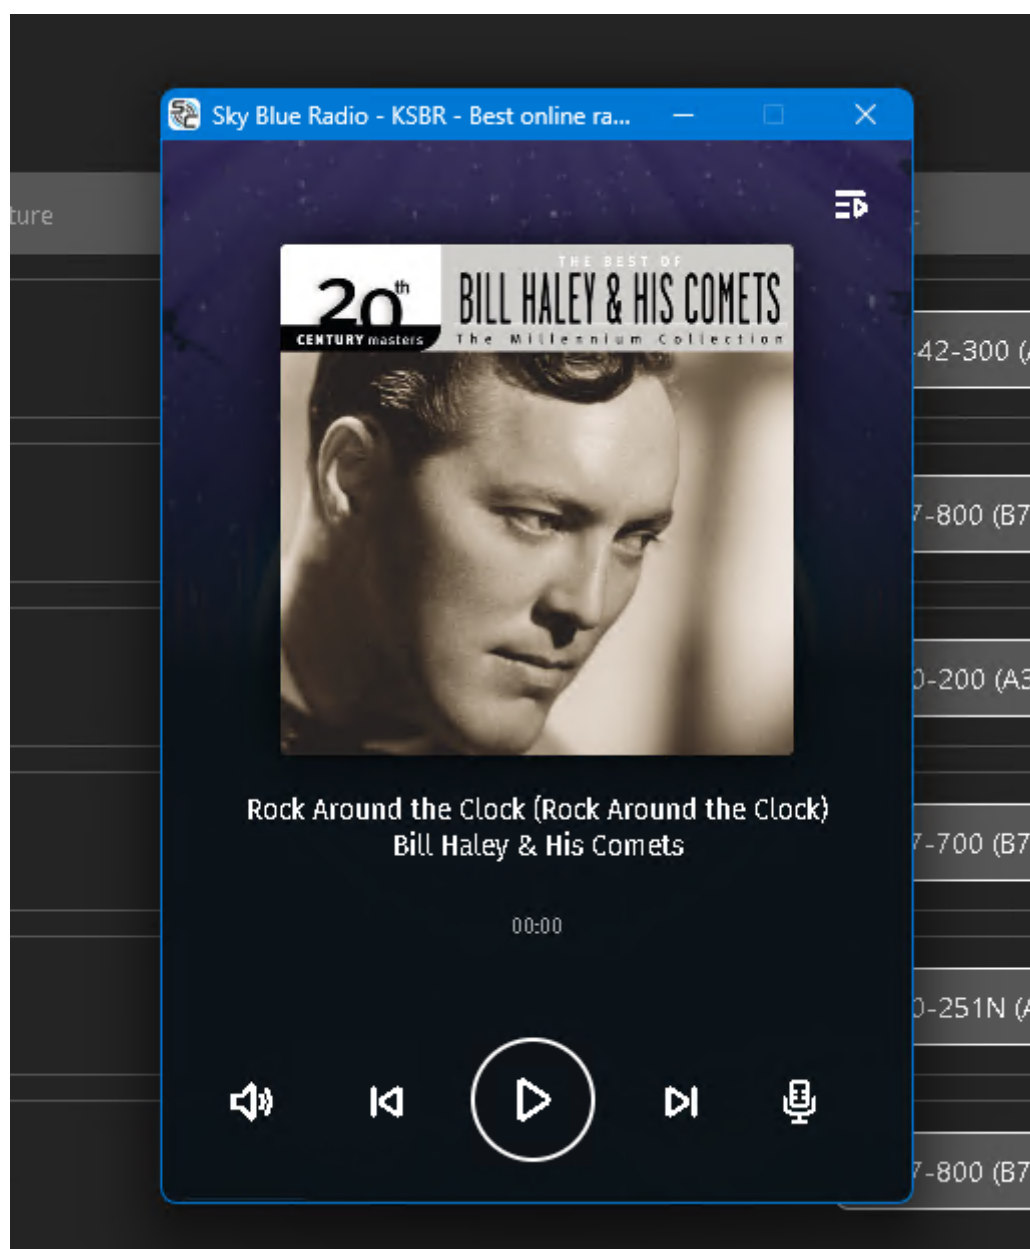 Sky Blue Radio - KSBR - Best online ra...
ture
THE BEST OF
20th
BILL HALEY & HIS COMETS
CENTURY masters
The Millennium Collection
42-300 (A
7-800 (B7
0-200 (A3
Rock Around the Clock (Rock Around the Clock)
Bill Haley & His Comets
7-700 (B7
00:00
0-251N (A
7-800 (B7